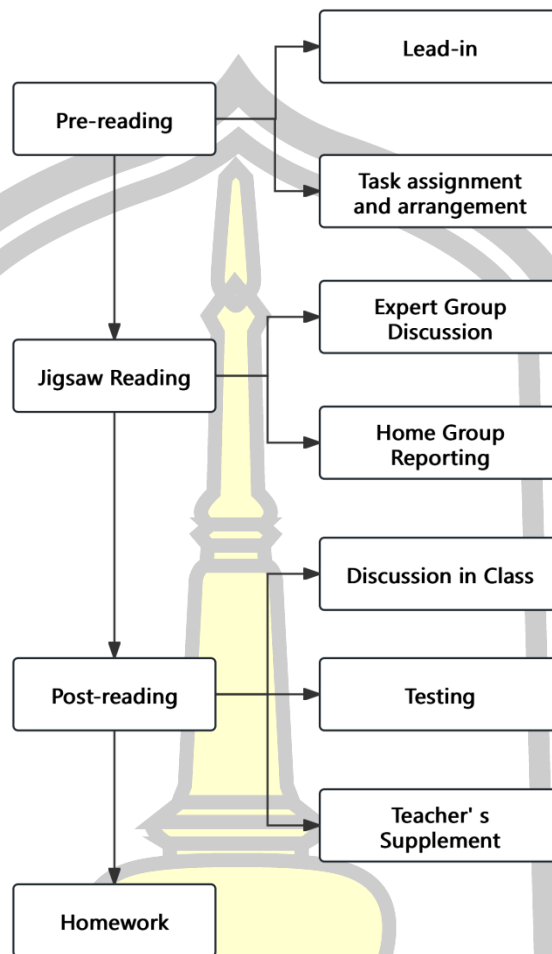 Pre-reading
Lead-in
Task assignment
and arrangement
Jigsaw Reading
Expert Group
Discussion
Home Group
Reporting
Post-reading
Discussion in Class
Testing
Teacher' s
Supplement
Homework